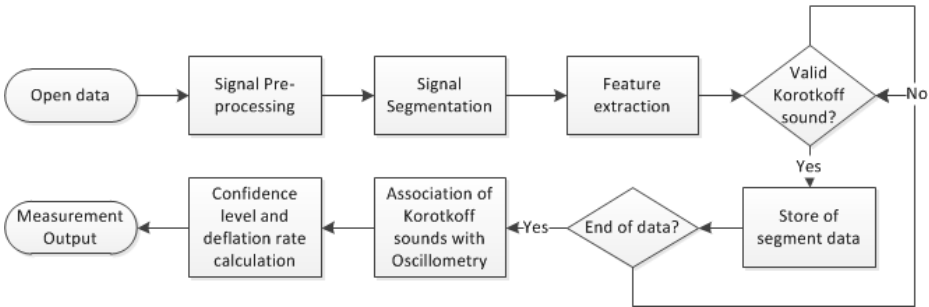 Open data
Signal Pre-
processing
Signal
Segmentation
Feature
extraction
Valid
Korotkoff
sound?
No
Yes
Store of
segment data
End of data?
Yes
Association of
Korotkoff
sounds with
Oscillometry
Confidence
level and
deflation rate
calculation
Measurement
Output